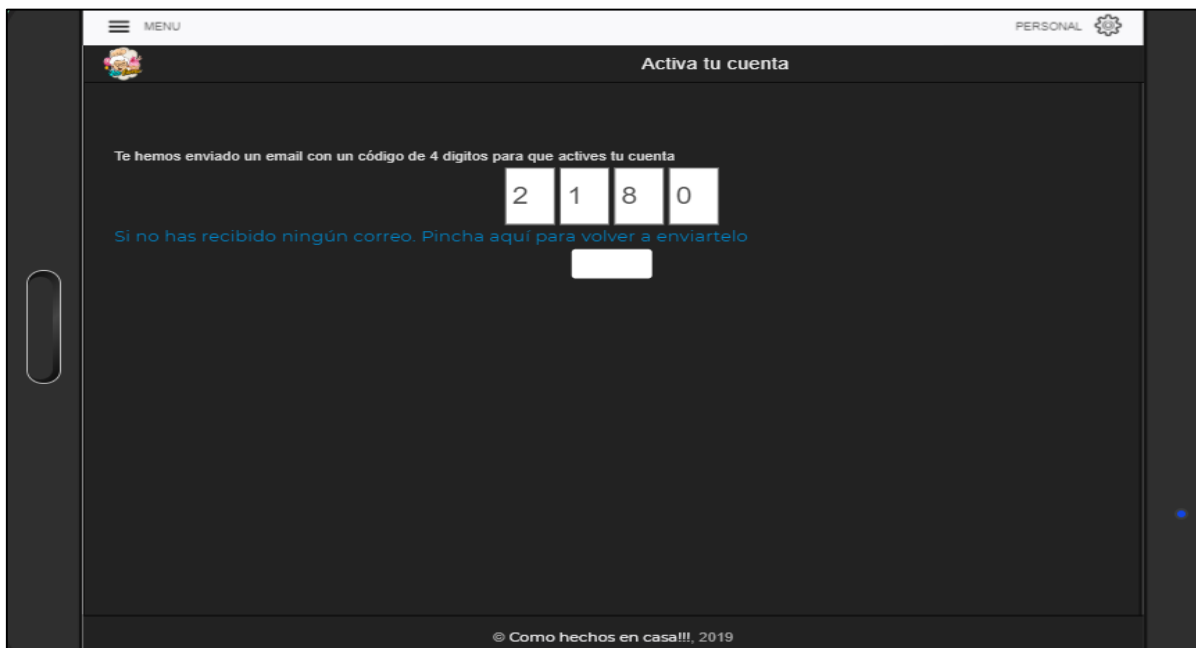 MENU PERSONAL
Activa tu cuenta
Te hemos enviado un email con un código de 4 digitos para que actives tu cuenta
2 1 8 0
Si no has recibido ningún correo. Pincha aquí para volver a enviartelo
© Como hechos en casa!!!, 2019